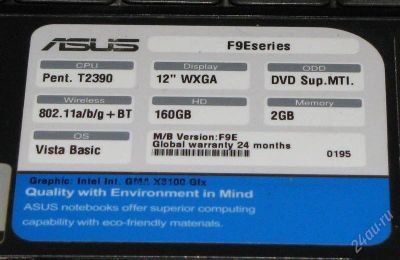 ASUS F9Eseries
CPU Display ODD
Pent. T2390 12" WXGA DVD Sup.MTI.
Wireless HD Memory
802.11a/b/g+BT 160GB 2GB
OS M/B Version:F9E
Vista Basic Global warranty 24 months
0195
Graphic: Intel Int. GMA X3100 Gfx
Quality with Environment in Mind
ASUS notebooks offer superior computing
capability with eco-friendly materials.
24au.ru